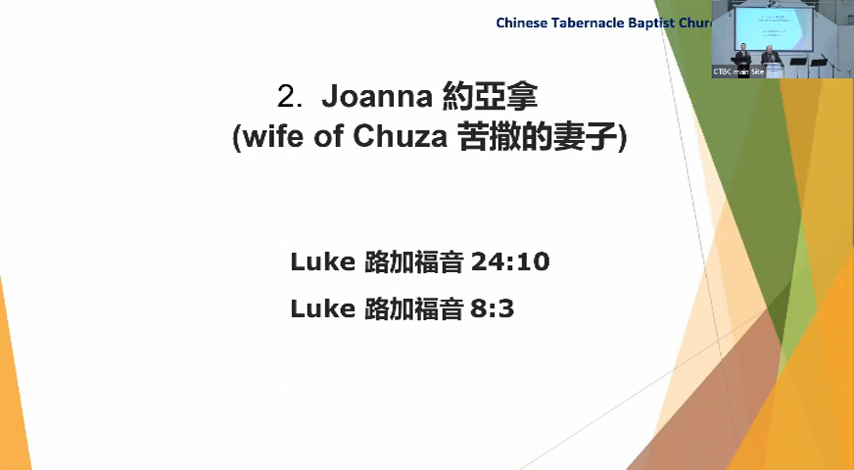 Chinese Tabernacle Baptist Chur
CTBC main Site
2. Joanna 約亞拿
(wife of Chuza 苦撒的妻子)
Luke 路加福音 24:10
Luke 路加福音 8:3